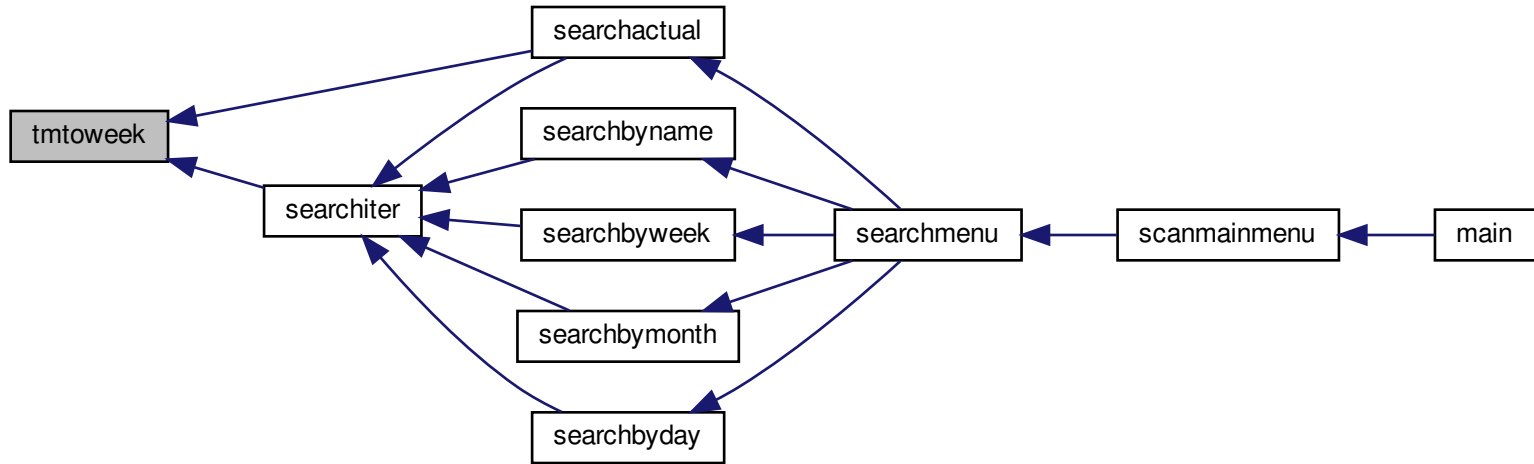 searchactual
tmtoweek
searchbyname
searchiter
searchbyweek
searchmenu
scanmainmenu
main
searchbymonth
searchbyday